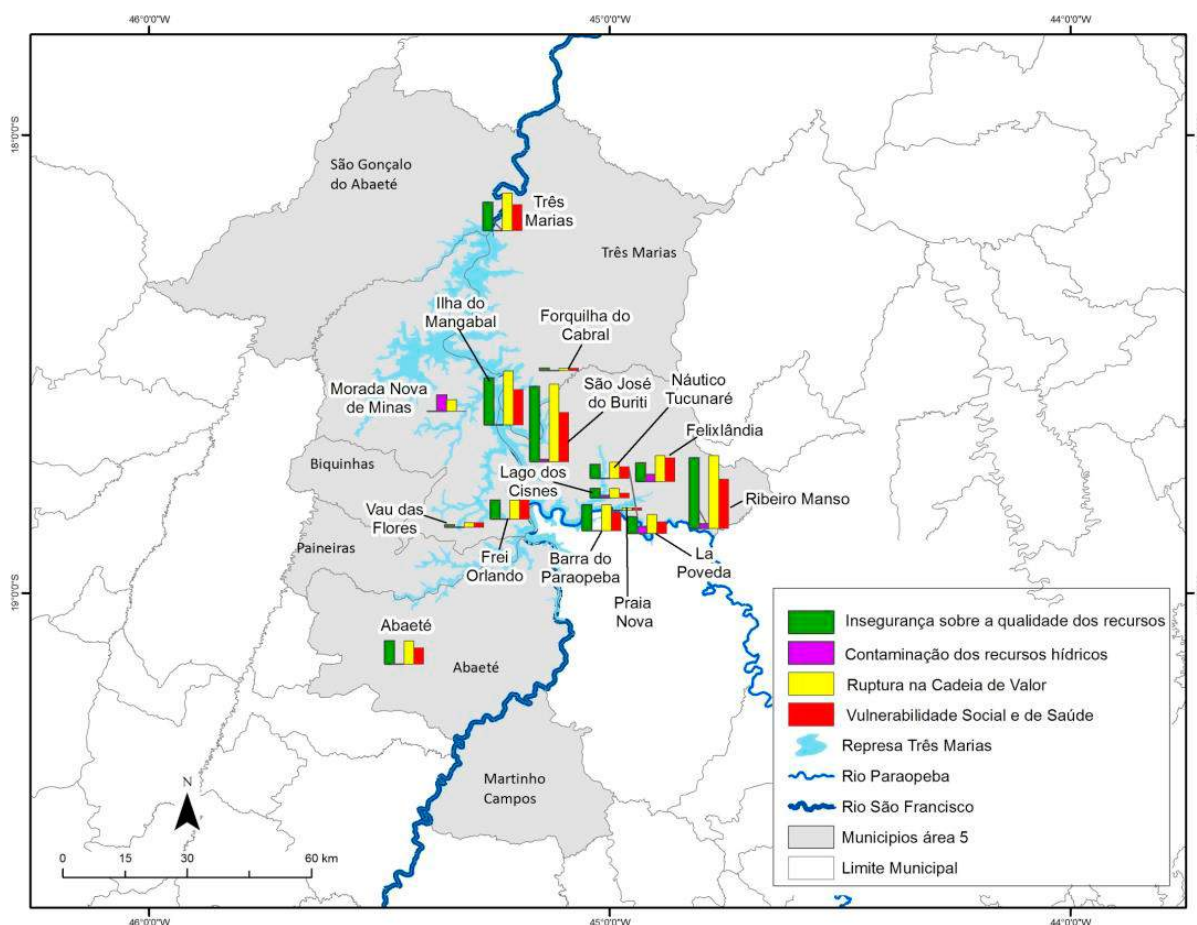 46°0'0"W
45°0'0"W
44°0'0"W
18°0'0"S
São Gonçalo
do Abaeté
Três
Marias
Três Marias
Ilha do
Mangabal
Forquilha do
Cabral
São José
do Buriti
Náutico
Tucunaré
Morada Nova
de Minas
Felixlândia
Biquinhas
Lago dos
Cisnes
Ribeiro Manso
Vau das
Flores
Paineiras
Frei
Orlando
Barra do
Paraopeba
La
Poveda
Praia
Nova
19°0'0"S
Abaeté
Abaeté
Martinho
Campos
N
0 15 30 60 km
Insegurança sobre a qualidade dos recursos
Contaminação dos recursos hídricos
Ruptura na Cadeia de Valor
Vulnerabilidade Social e de Saúde
Represa Três Marias
Rio Paraopeba
Rio São Francisco
Municipios área 5
Limite Municipal
46°0'0"W
45°0'0"W
44°0'0"W